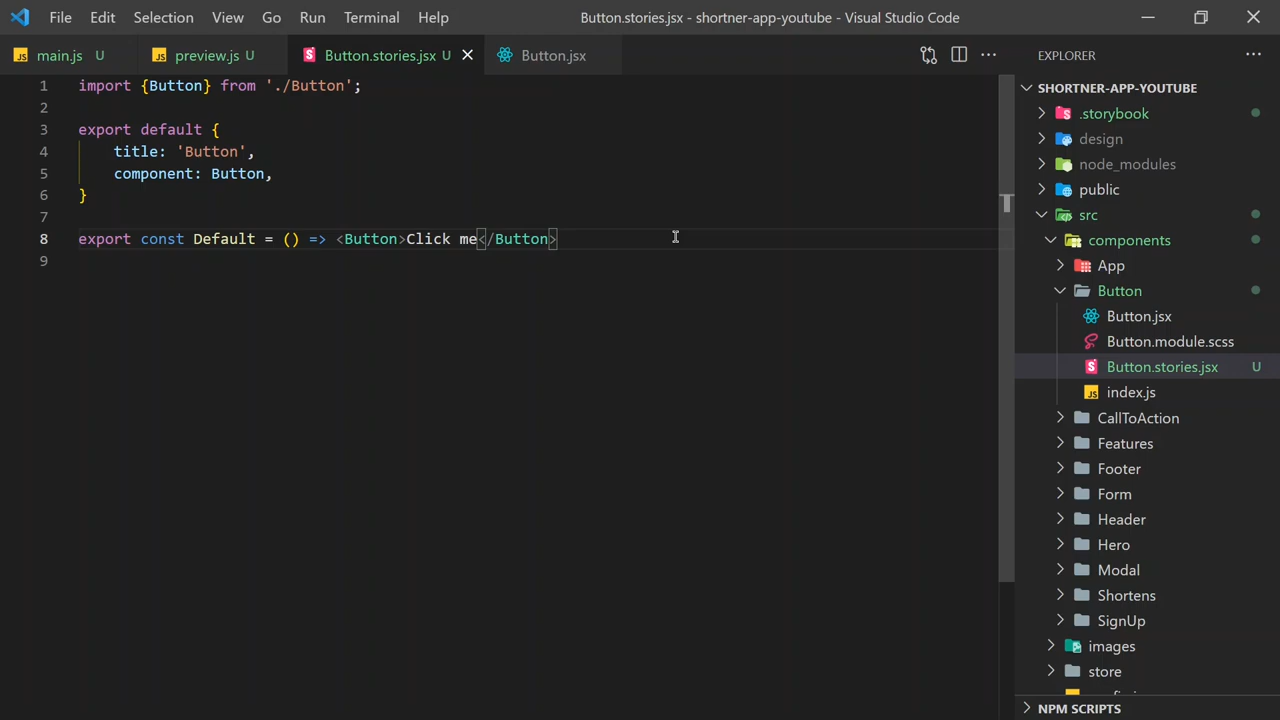 File Edit Selection View Go Run Terminal Help Button.stories.jsx - shortner-app-youtube - Visual Studio Code
JS main.js U JS preview.js U S Button.stories.jsx U Button.jsx EXPLORER
1 import {Button} from './Button';
2
3 export default {
4 title: 'Button',
5 component: Button,
6 }
7
8 export const Default = () => <Button>Click me</Button>
9
SHORTNER-APP-YOUTUBE
.storybook
design
node_modules
public
src
components
App
Button
Button.jsx
Button.module.scss
S Button.stories.jsx U
JS index.js
CallToAction
Features
Footer
Form
Header
Hero
Modal
Shortens
SignUp
images
store
NPM SCRIPTS